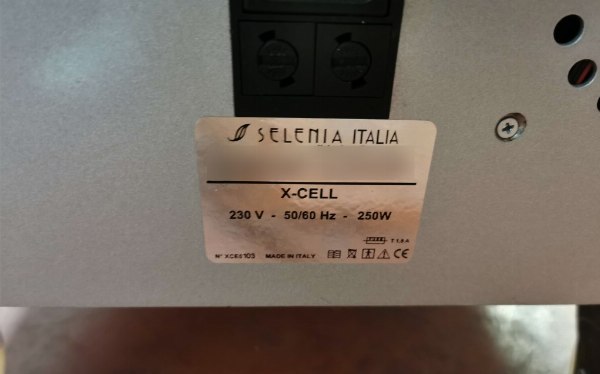 SELENIA ITALIA
X-CELL
230 V - 50/60 Hz - 250W
T 1.6 A
N° XCE6103 MADE IN ITALY CE